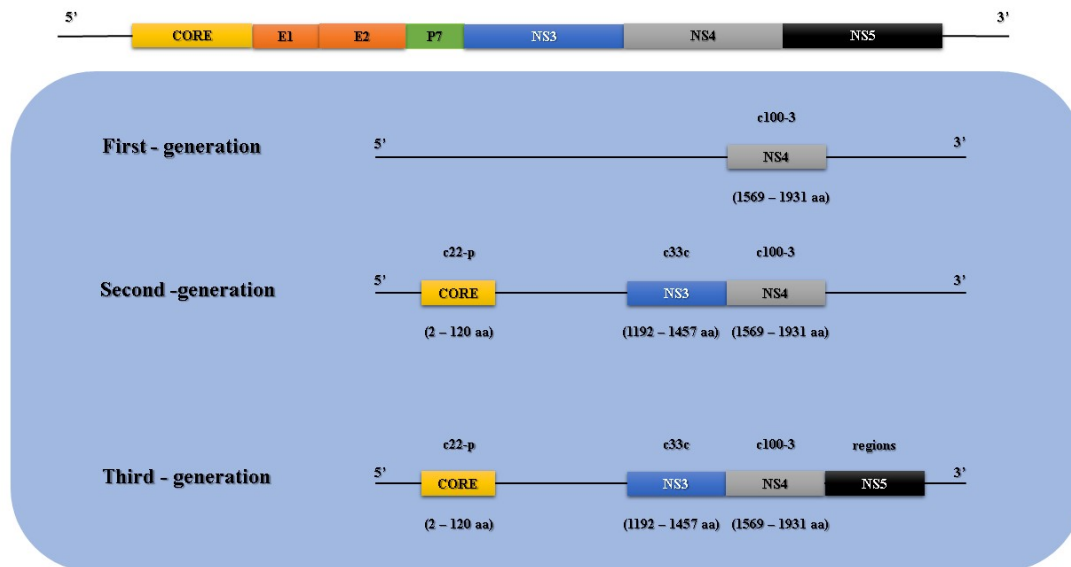 5’ 3’
CORE E1 E2 P7 NS3 NS4 NS5
c100-3
First - generation 5’ NS4 3’
(1569 – 1931 aa)
c22-p c33c c100-3
Second -generation 5’ CORE NS3 NS4 3’
(2 – 120 aa) (1192 – 1457 aa) (1569 – 1931 aa)
c22-p c33c c100-3 regions
Third - generation 5’ CORE NS3 NS4 NS5 3’
(2 – 120 aa) (1192 – 1457 aa) (1569 – 1931 aa)